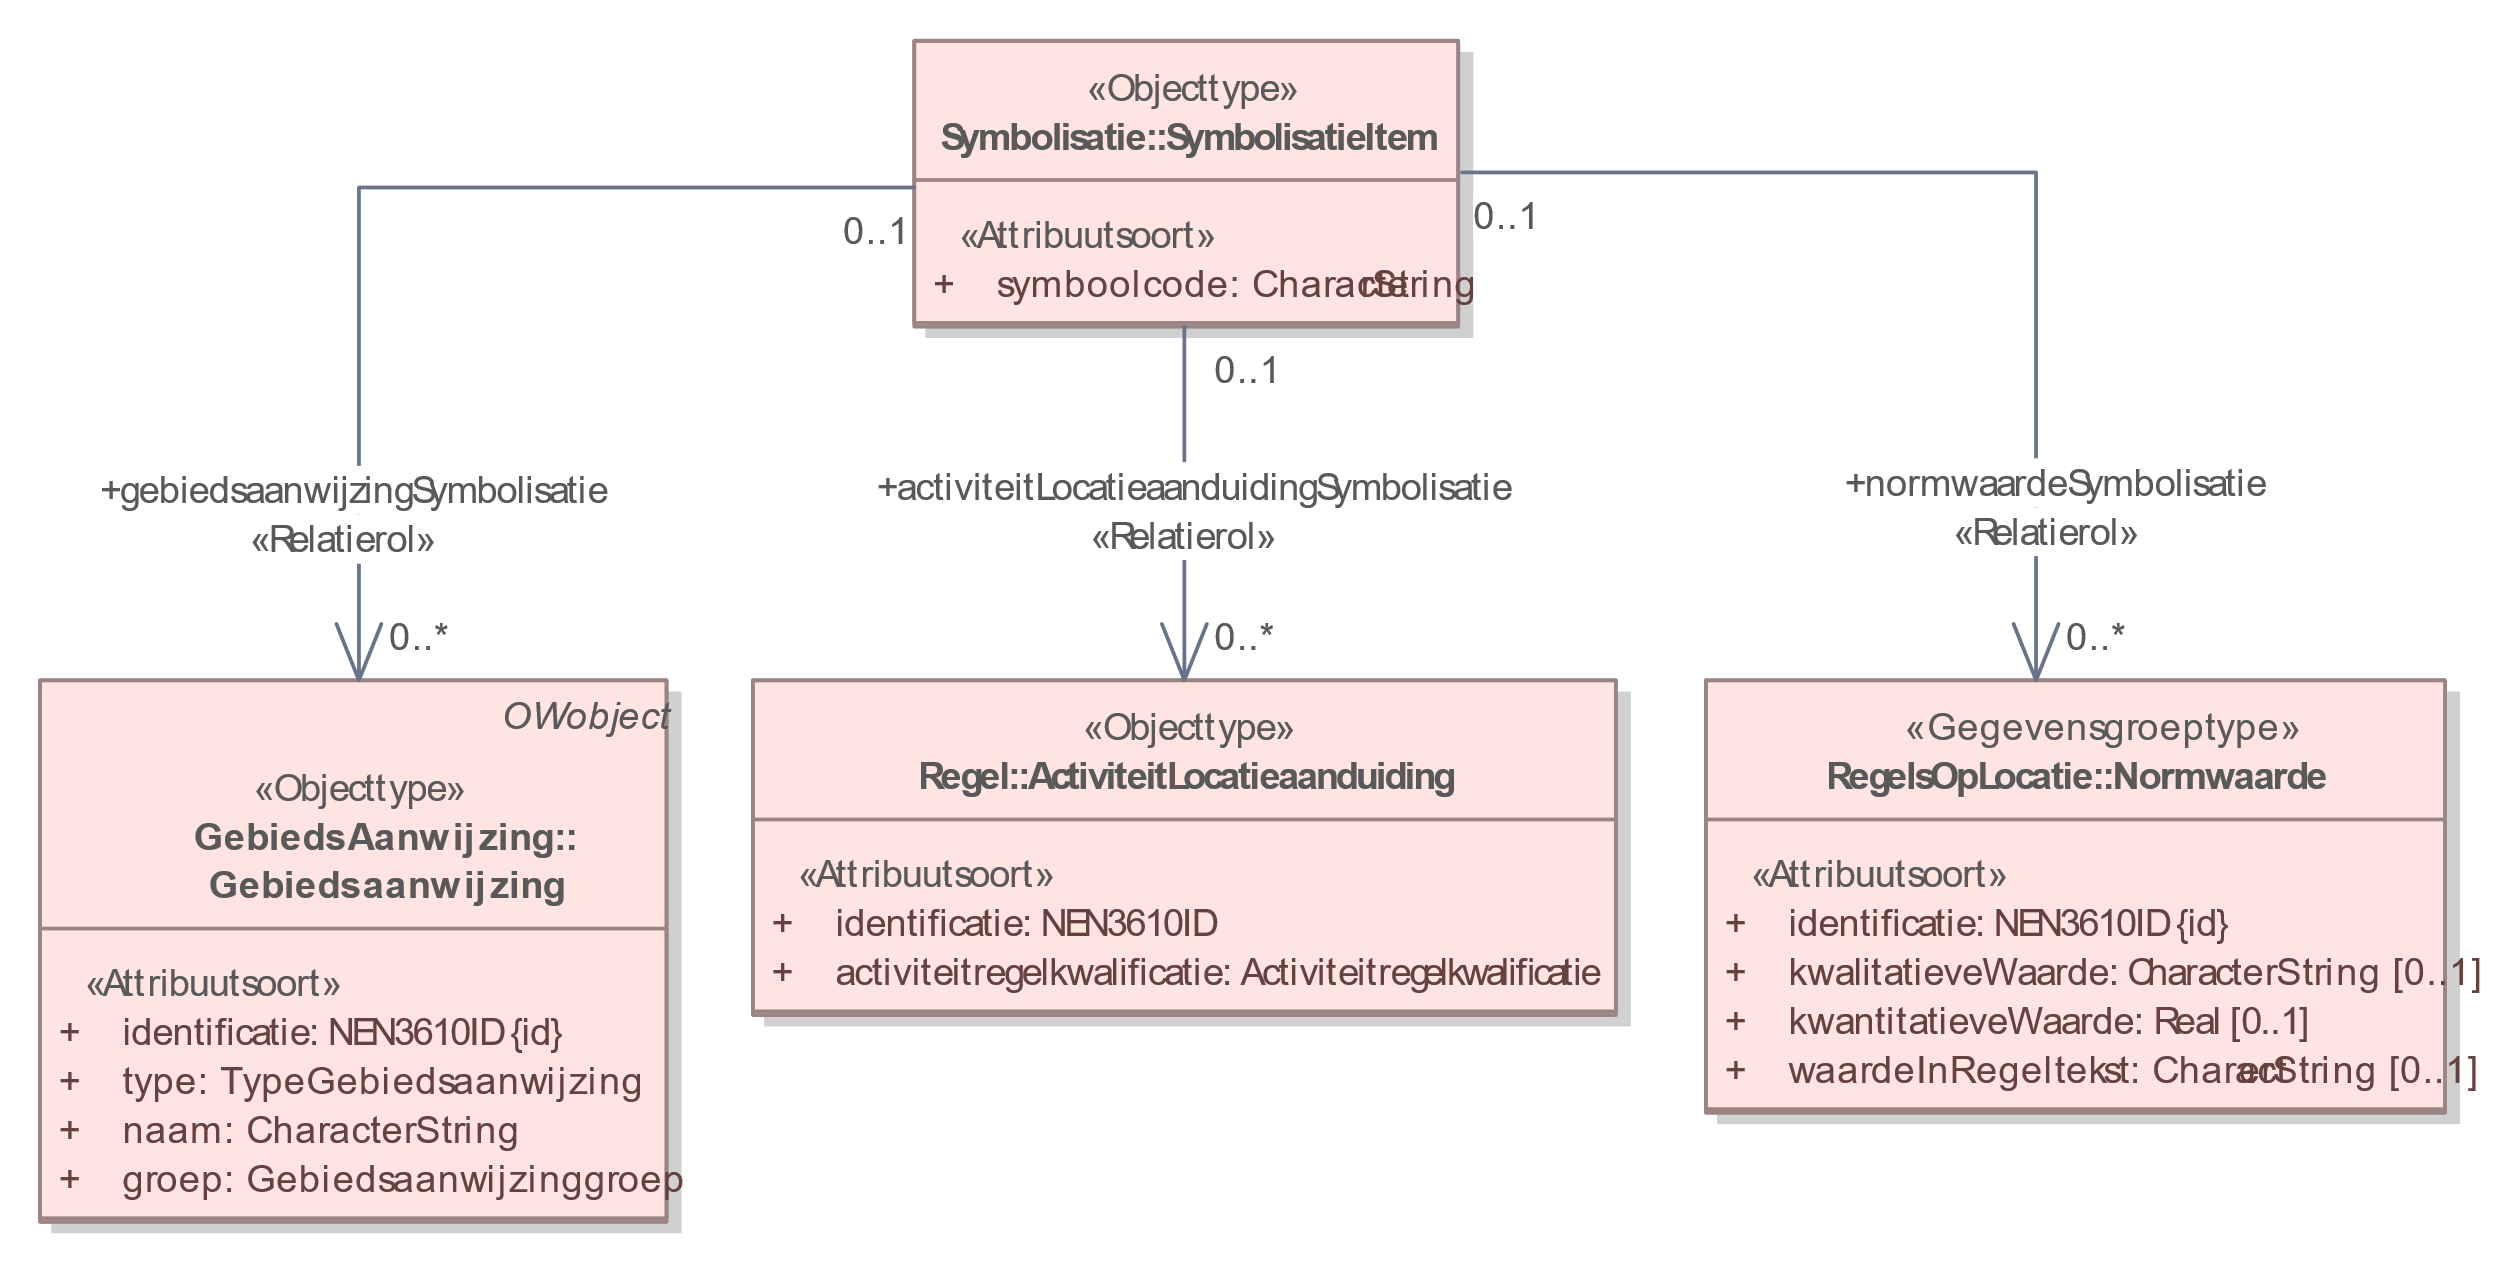 «Objecttype»
Symbolisatie::SymbolisatieItem
«Attribuutsoort»
+ symboolcode: CharacterString
0..1
0..1
0..1
+gebiedsaanwijzingSymbolisatie
«Relatierol»
0..*
+activiteitLocatieaanduidingSymbolisatie
«Relatierol»
0..*
+normwaardeSymbolisatie
«Relatierol»
0..*
OWobject
«Objecttype»
GebiedsAanwijzing::
Gebiedsaanwijzing
«Attribuutsoort»
+ identificatie: NEN3610ID {id}
+ type: TypeGebiedsaanwijzing
+ naam: CharacterString
+ groep: Gebiedsaanwijzinggroep
«Objecttype»
Regel::ActiviteitLocatieaanduiding
«Attribuutsoort»
+ identificatie: NEN3610ID
+ activiteitregelkwalificatie: Activiteitregelkwalificatie
«Gegevensgroeptype»
RegelsOpLocatie::Normwaarde
«Attribuutsoort»
+ identificatie: NEN3610ID {id}
+ kwalitatieveWaarde: CharacterString [0..1]
+ kwantitatieveWaarde: Real [0..1]
+ waardeInRegeltekst: CharacterString [0..1]